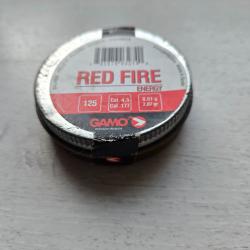 RED FIRE
ENERGY
125
Cal 4,5
Cal .177
0,51 g
7,87 gr
GAMO